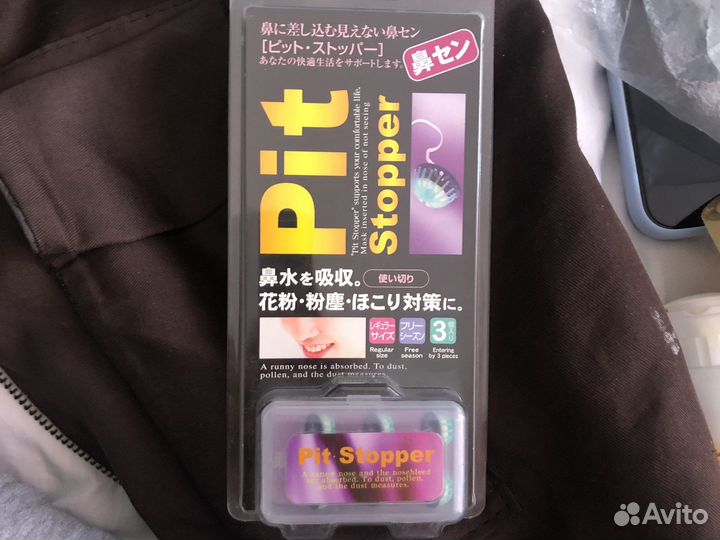 鼻に差し込む見えない鼻セン
[ピット・ストッパー]
あなたの快適生活をサポートします。
鼻セン
Pit
Stopper
"Pit Stopper" supports your comfortable life.
Mask inserted in nose of not seeing
鼻水を吸収。
使い切り
花粉・粉塵・ほこり対策に。
レギュラーサイズ
Regular size
フリーシーズン
Free season
3個入り
Entering by 3 pieces
A runny nose is absorbed. To dust,
pollen, and the dust measures.
Pit Stopper
A runny nose and the nosebleed
are absorbed. To dust, pollen,
and the dust measures.
Avito